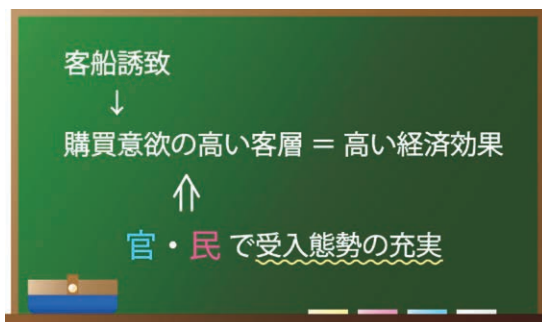 客船誘致
↓
購買意欲の高い客層 = 高い経済効果
⇑
官・民で受入態勢の充実